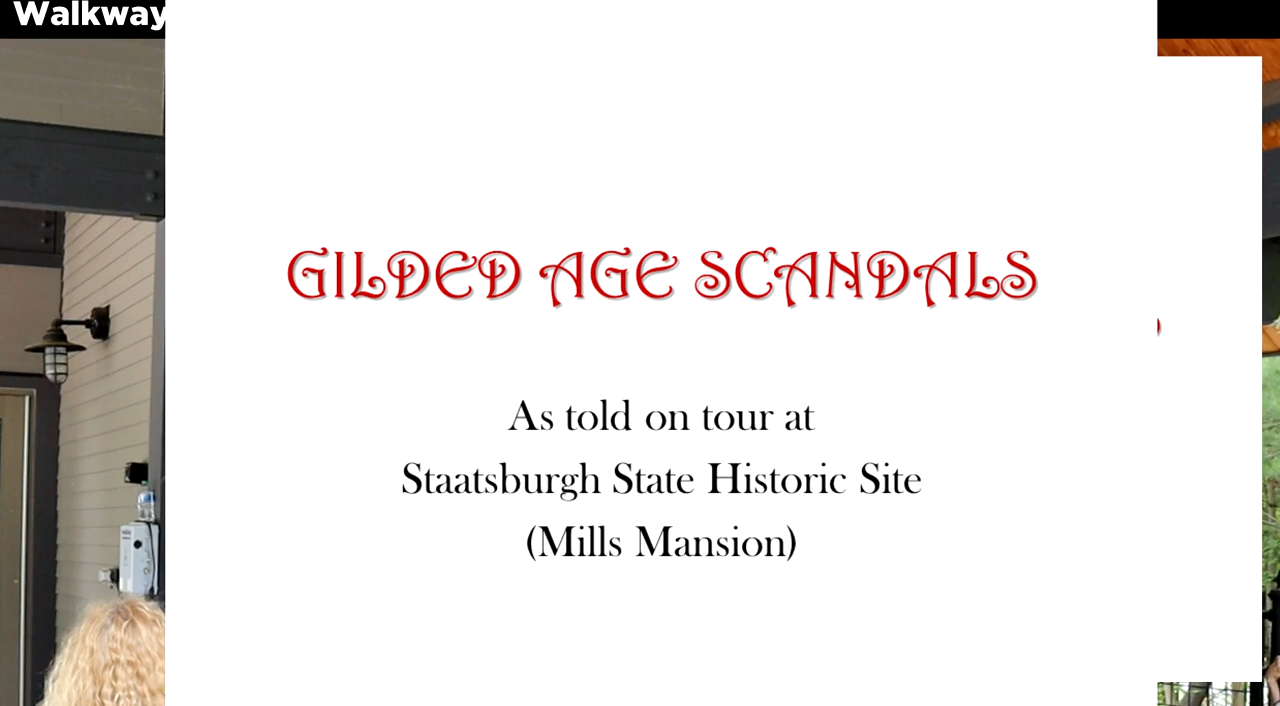 Walkway
GILDED AGE SCANDALS
As told on tour at
Staatsburgh State Historic Site
(Mills Mansion)